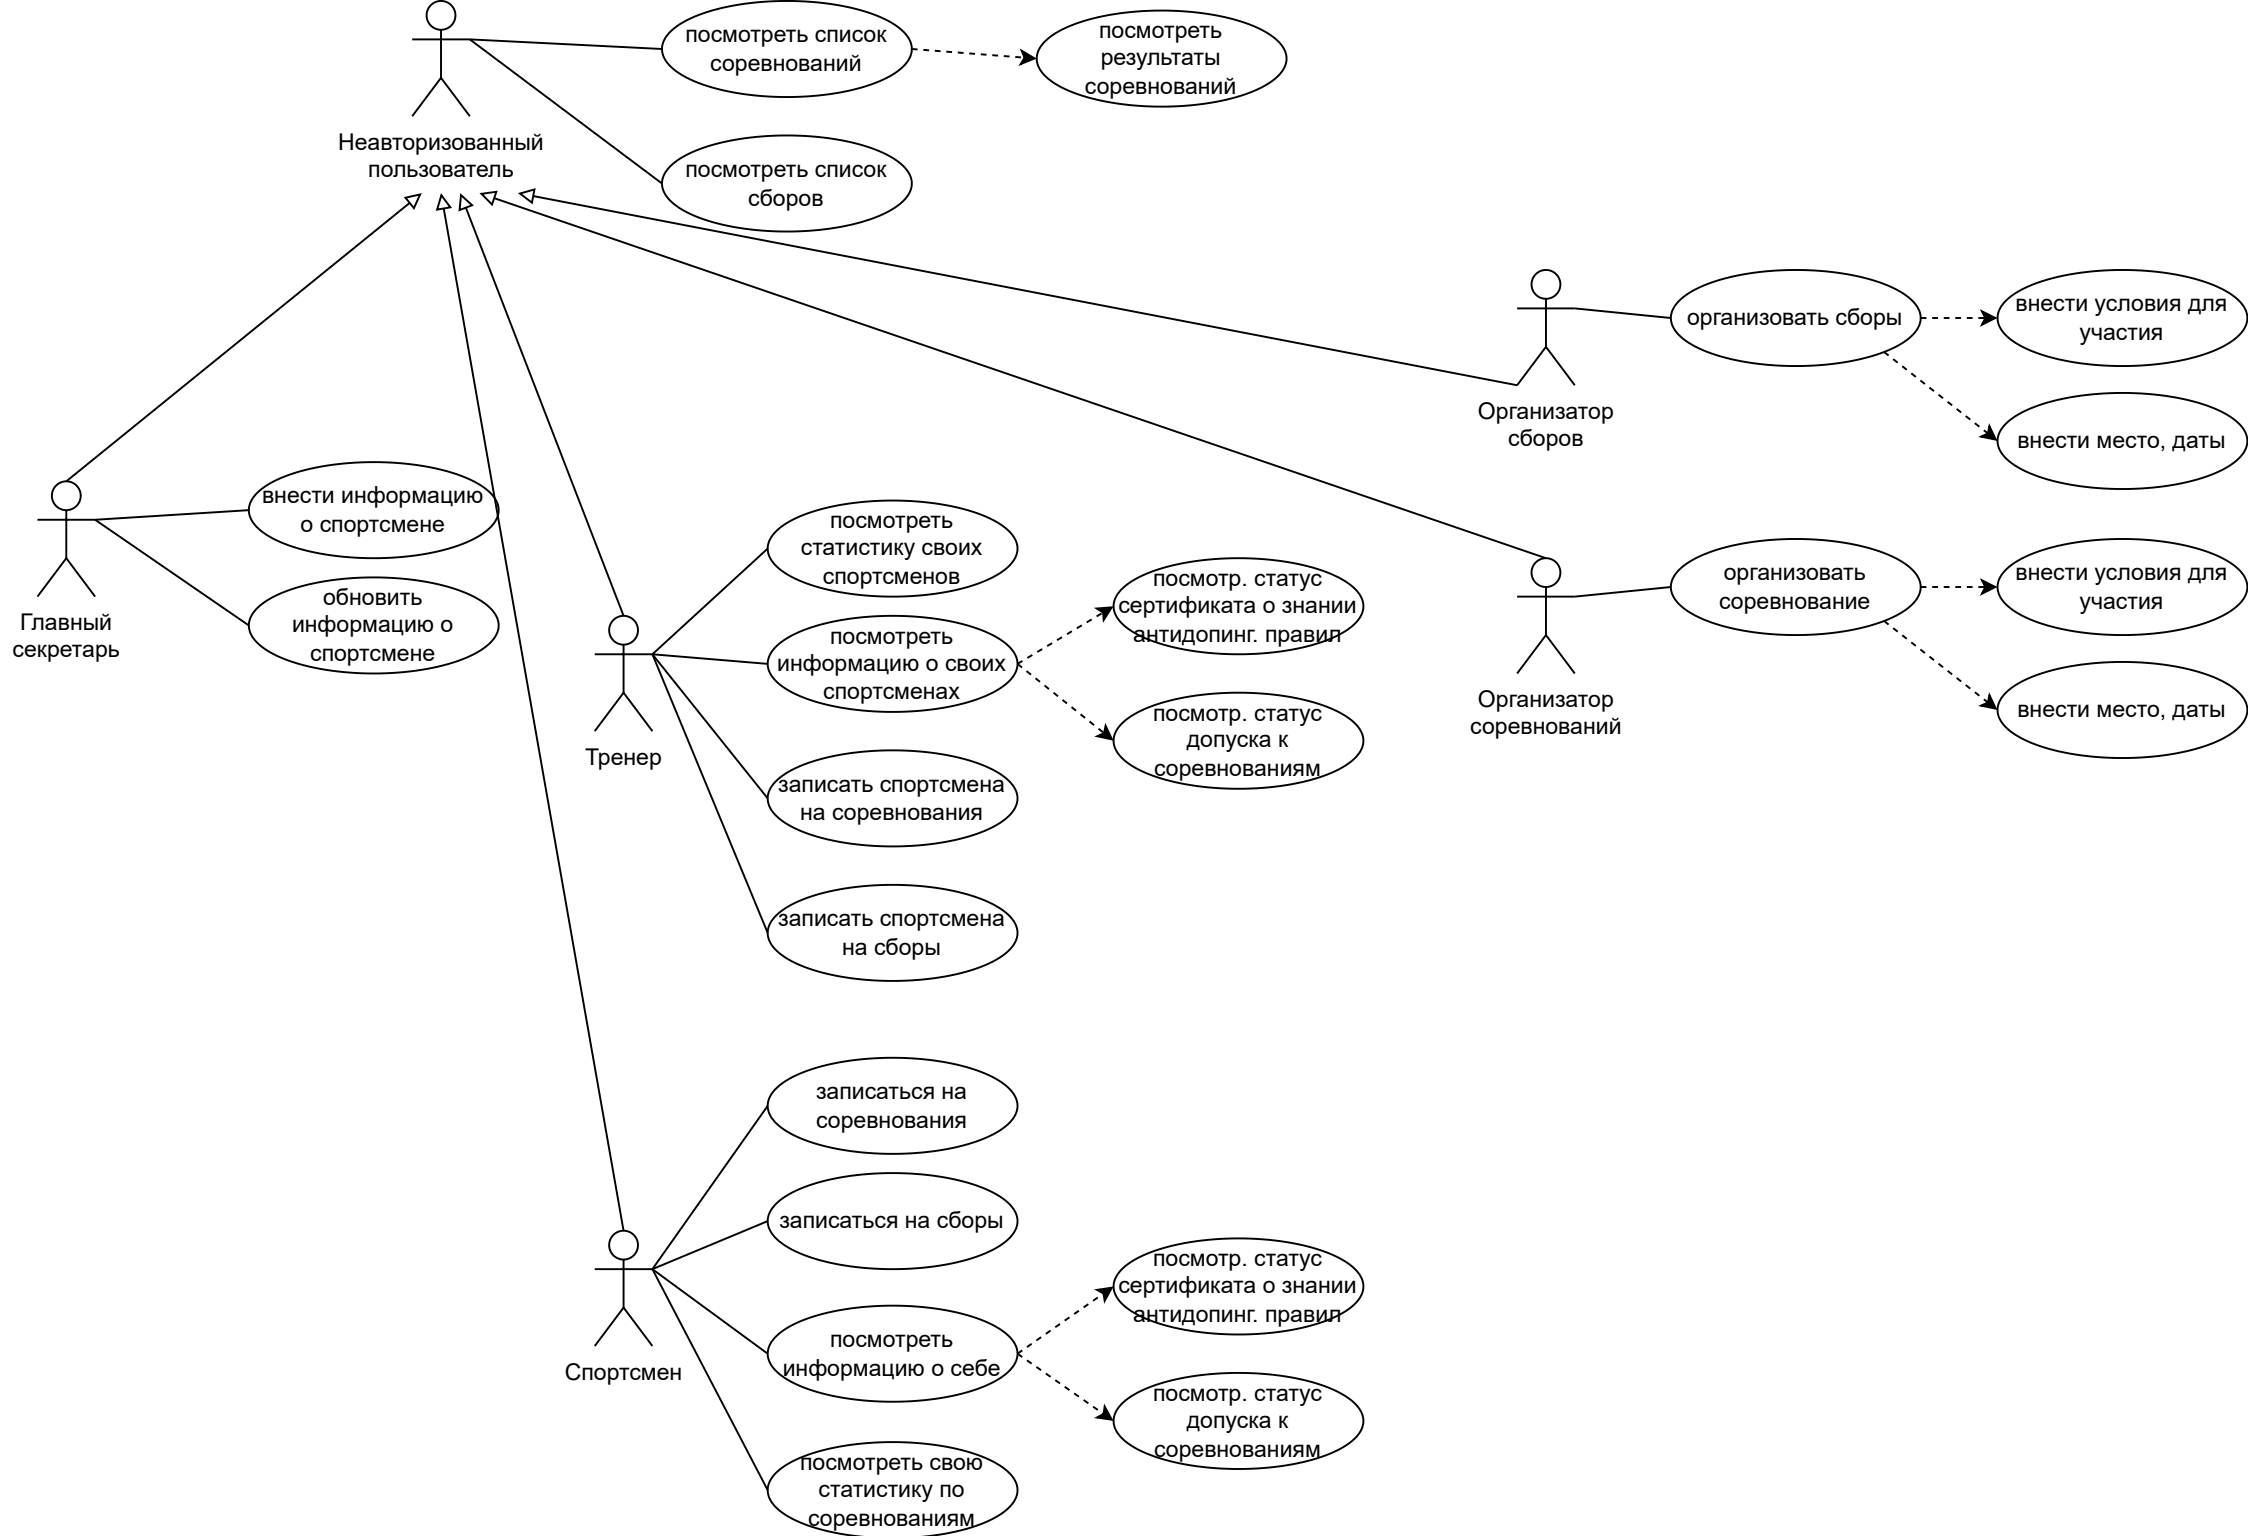 посмотреть список
соревнований
посмотреть
результаты
соревнований
Неавторизованный
пользователь
посмотреть список
сборов
организовать сборы
внести условия для
участия
Организатор
сборов
внести место, даты
внести информацию
о спортсмене
Главный
секретарь
обновить
информацию о
спортсмене
посмотреть
статистику своих
спортсменов
посмотр. статус
сертификата о знании
антидопинг. правил
организовать
соревнование
внести условия для
участия
посмотреть
информацию о своих
спортсменах
Тренер
посмотр. статус
допуска к
соревнованиям
Организатор
соревнований
внести место, даты
записать спортсмена
на соревнования
записать спортсмена
на сборы
записаться на
соревнования
записаться на сборы
Спортсмен
посмотр. статус
сертификата о знании
антидопинг. правил
посмотреть
информацию о себе
посмотр. статус
допуска к
соревнованиям
посмотреть свою
статистику по
соревнованиям